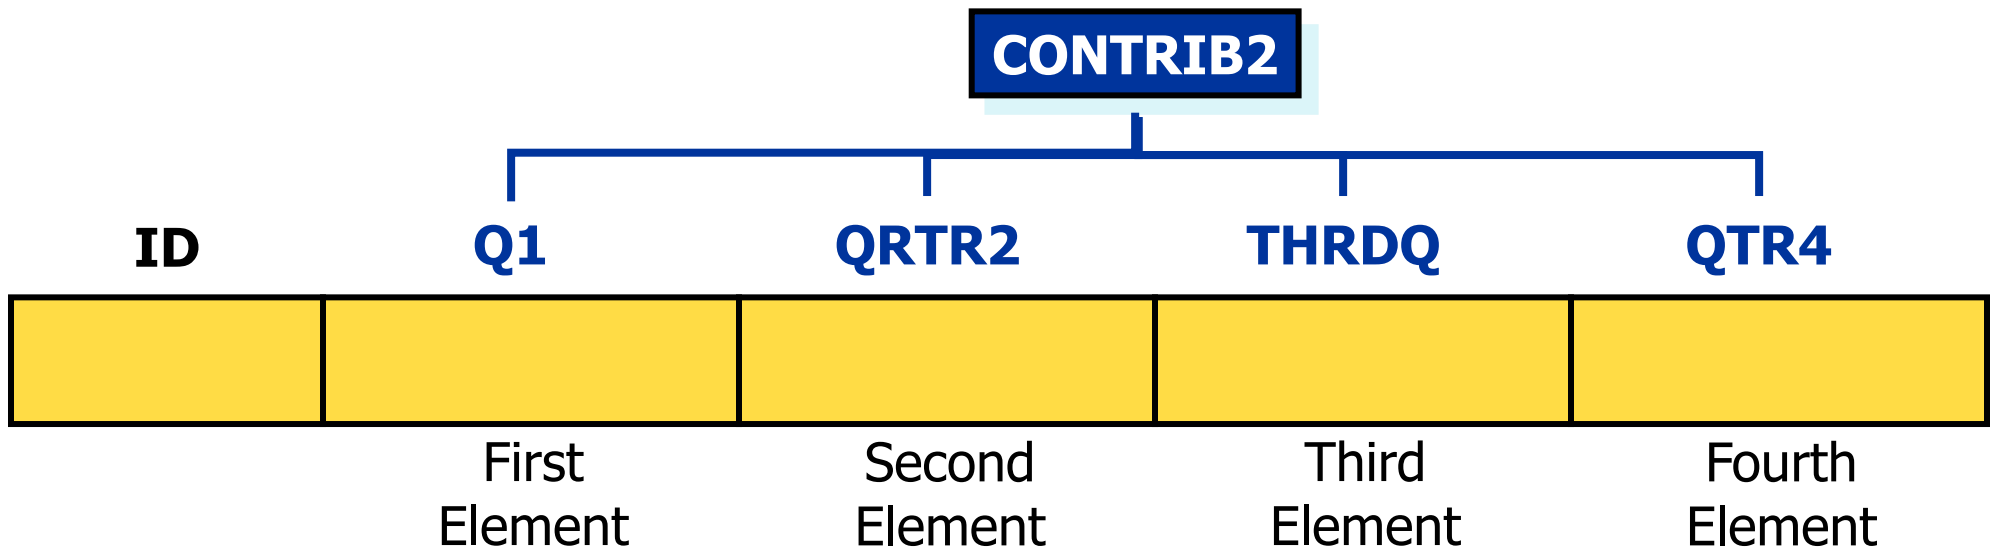 CONTRIB2
ID
Q1
QRTR2
THRDQ
QTR4
First
Element
Second
Element
Third
Element
Fourth
Element